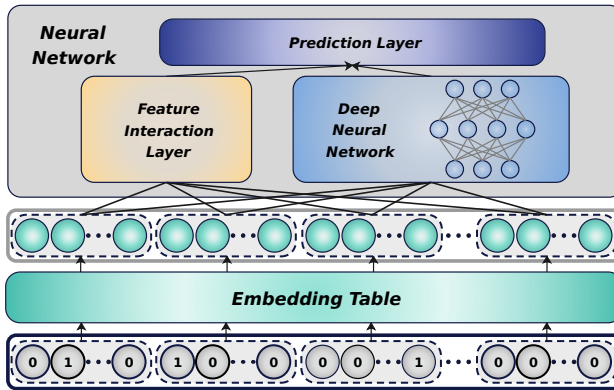 Neural
Network
Prediction Layer
Feature
Interaction
Layer
Deep
Neural
Network
Embedding Table
0 1 ... 0 1 0 ... 0 0 0 ... 1 ... 0 0 ... 0